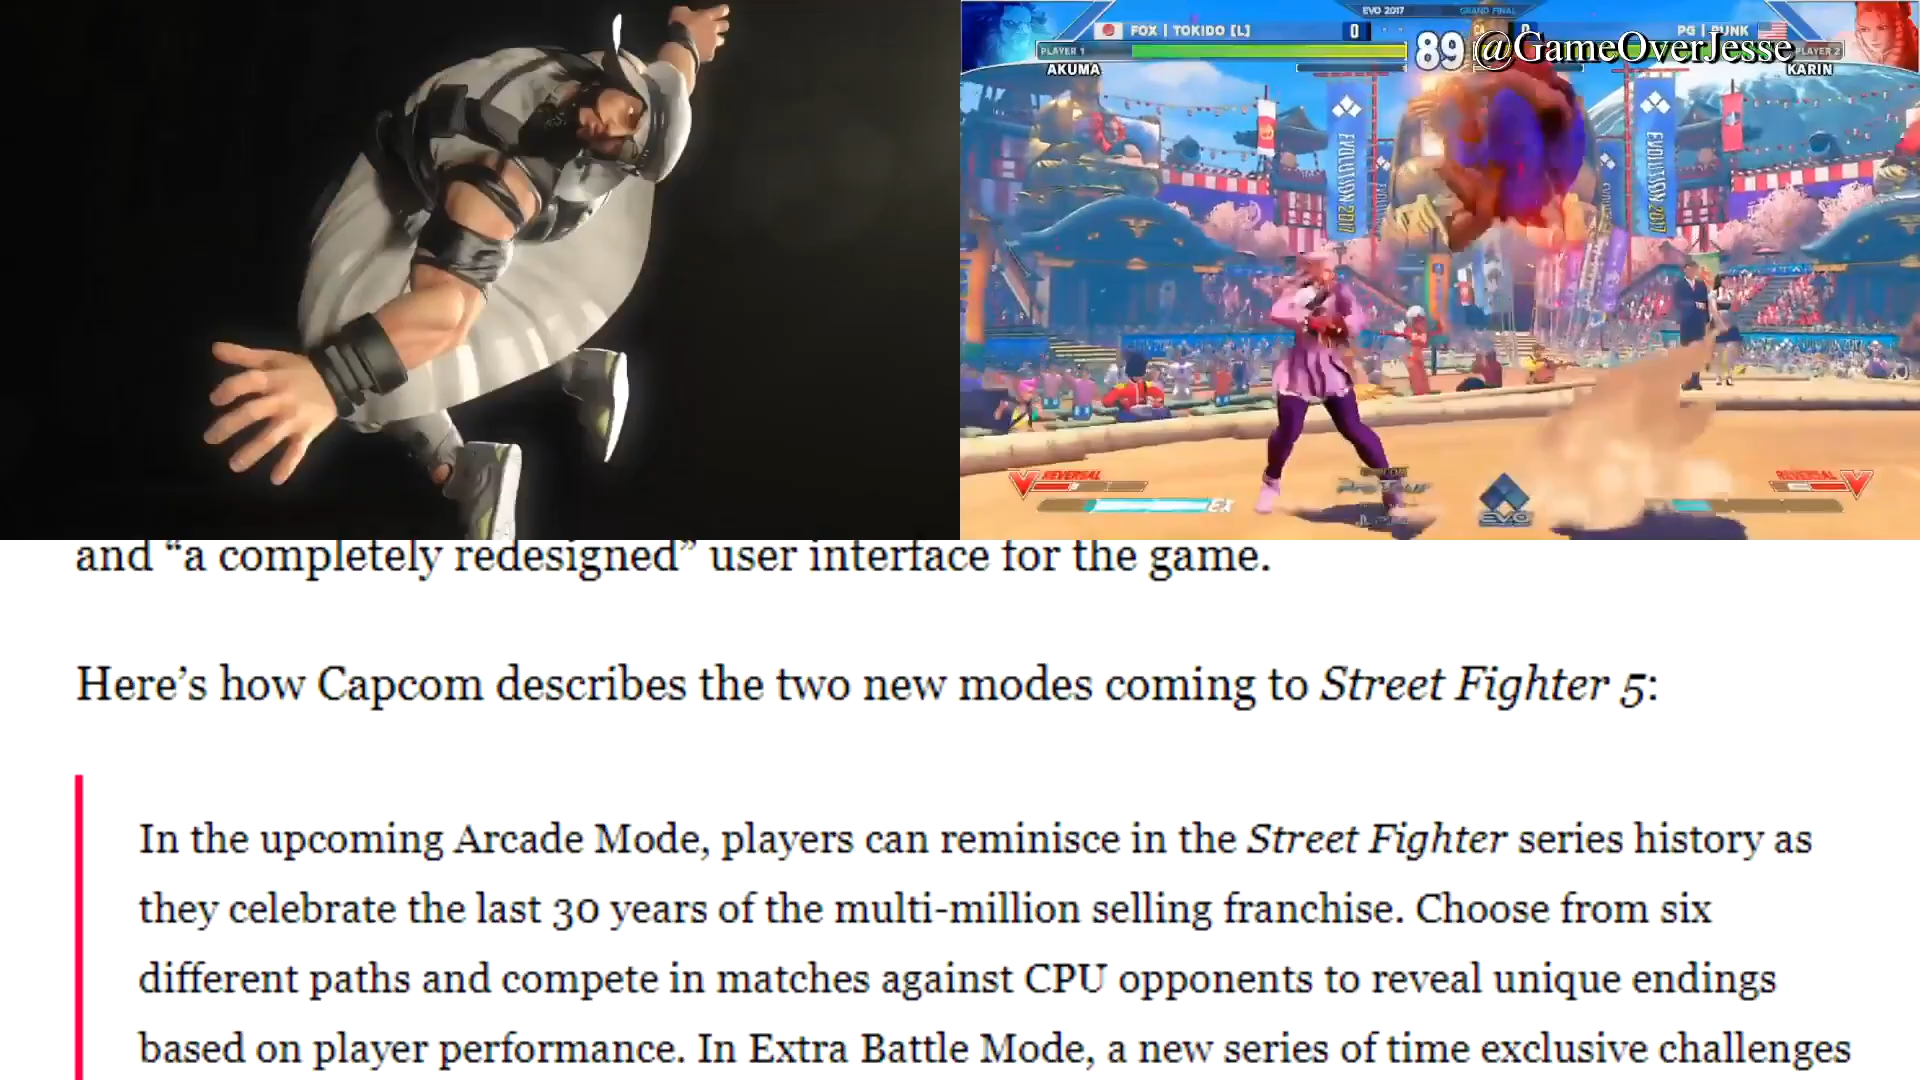 EVO 2017 GRAND FINAL
FOX | TOKIDO [L] 0
PG | PUNK
PLAYER 1
89
@GameOverJesse
PLAYER 2
AKUMA
KARIN
EVOLUTION 2017
EVOLUTION 2017
REVERSAL
REVERSAL
EX
EVO
and “a completely redesigned” user interface for the game.
Here’s how Capcom describes the two new modes coming to Street Fighter 5:
In the upcoming Arcade Mode, players can reminisce in the Street Fighter series history as
they celebrate the last 30 years of the multi-million selling franchise. Choose from six
different paths and compete in matches against CPU opponents to reveal unique endings
based on player performance. In Extra Battle Mode, a new series of time exclusive challenges